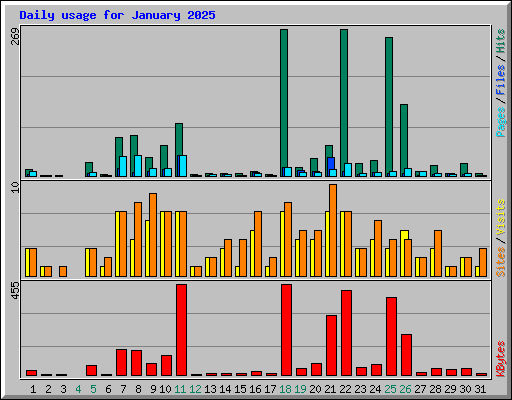 Daily usage for January 2025
269
Pages / Files / Hits
10
Sites / Visits
455
KBytes
1 2 3 4 5 6 7 8 9 10 11 12 13 14 15 16 17 18 19 20 21 22 23 24 25 26 27 28 29 30 31